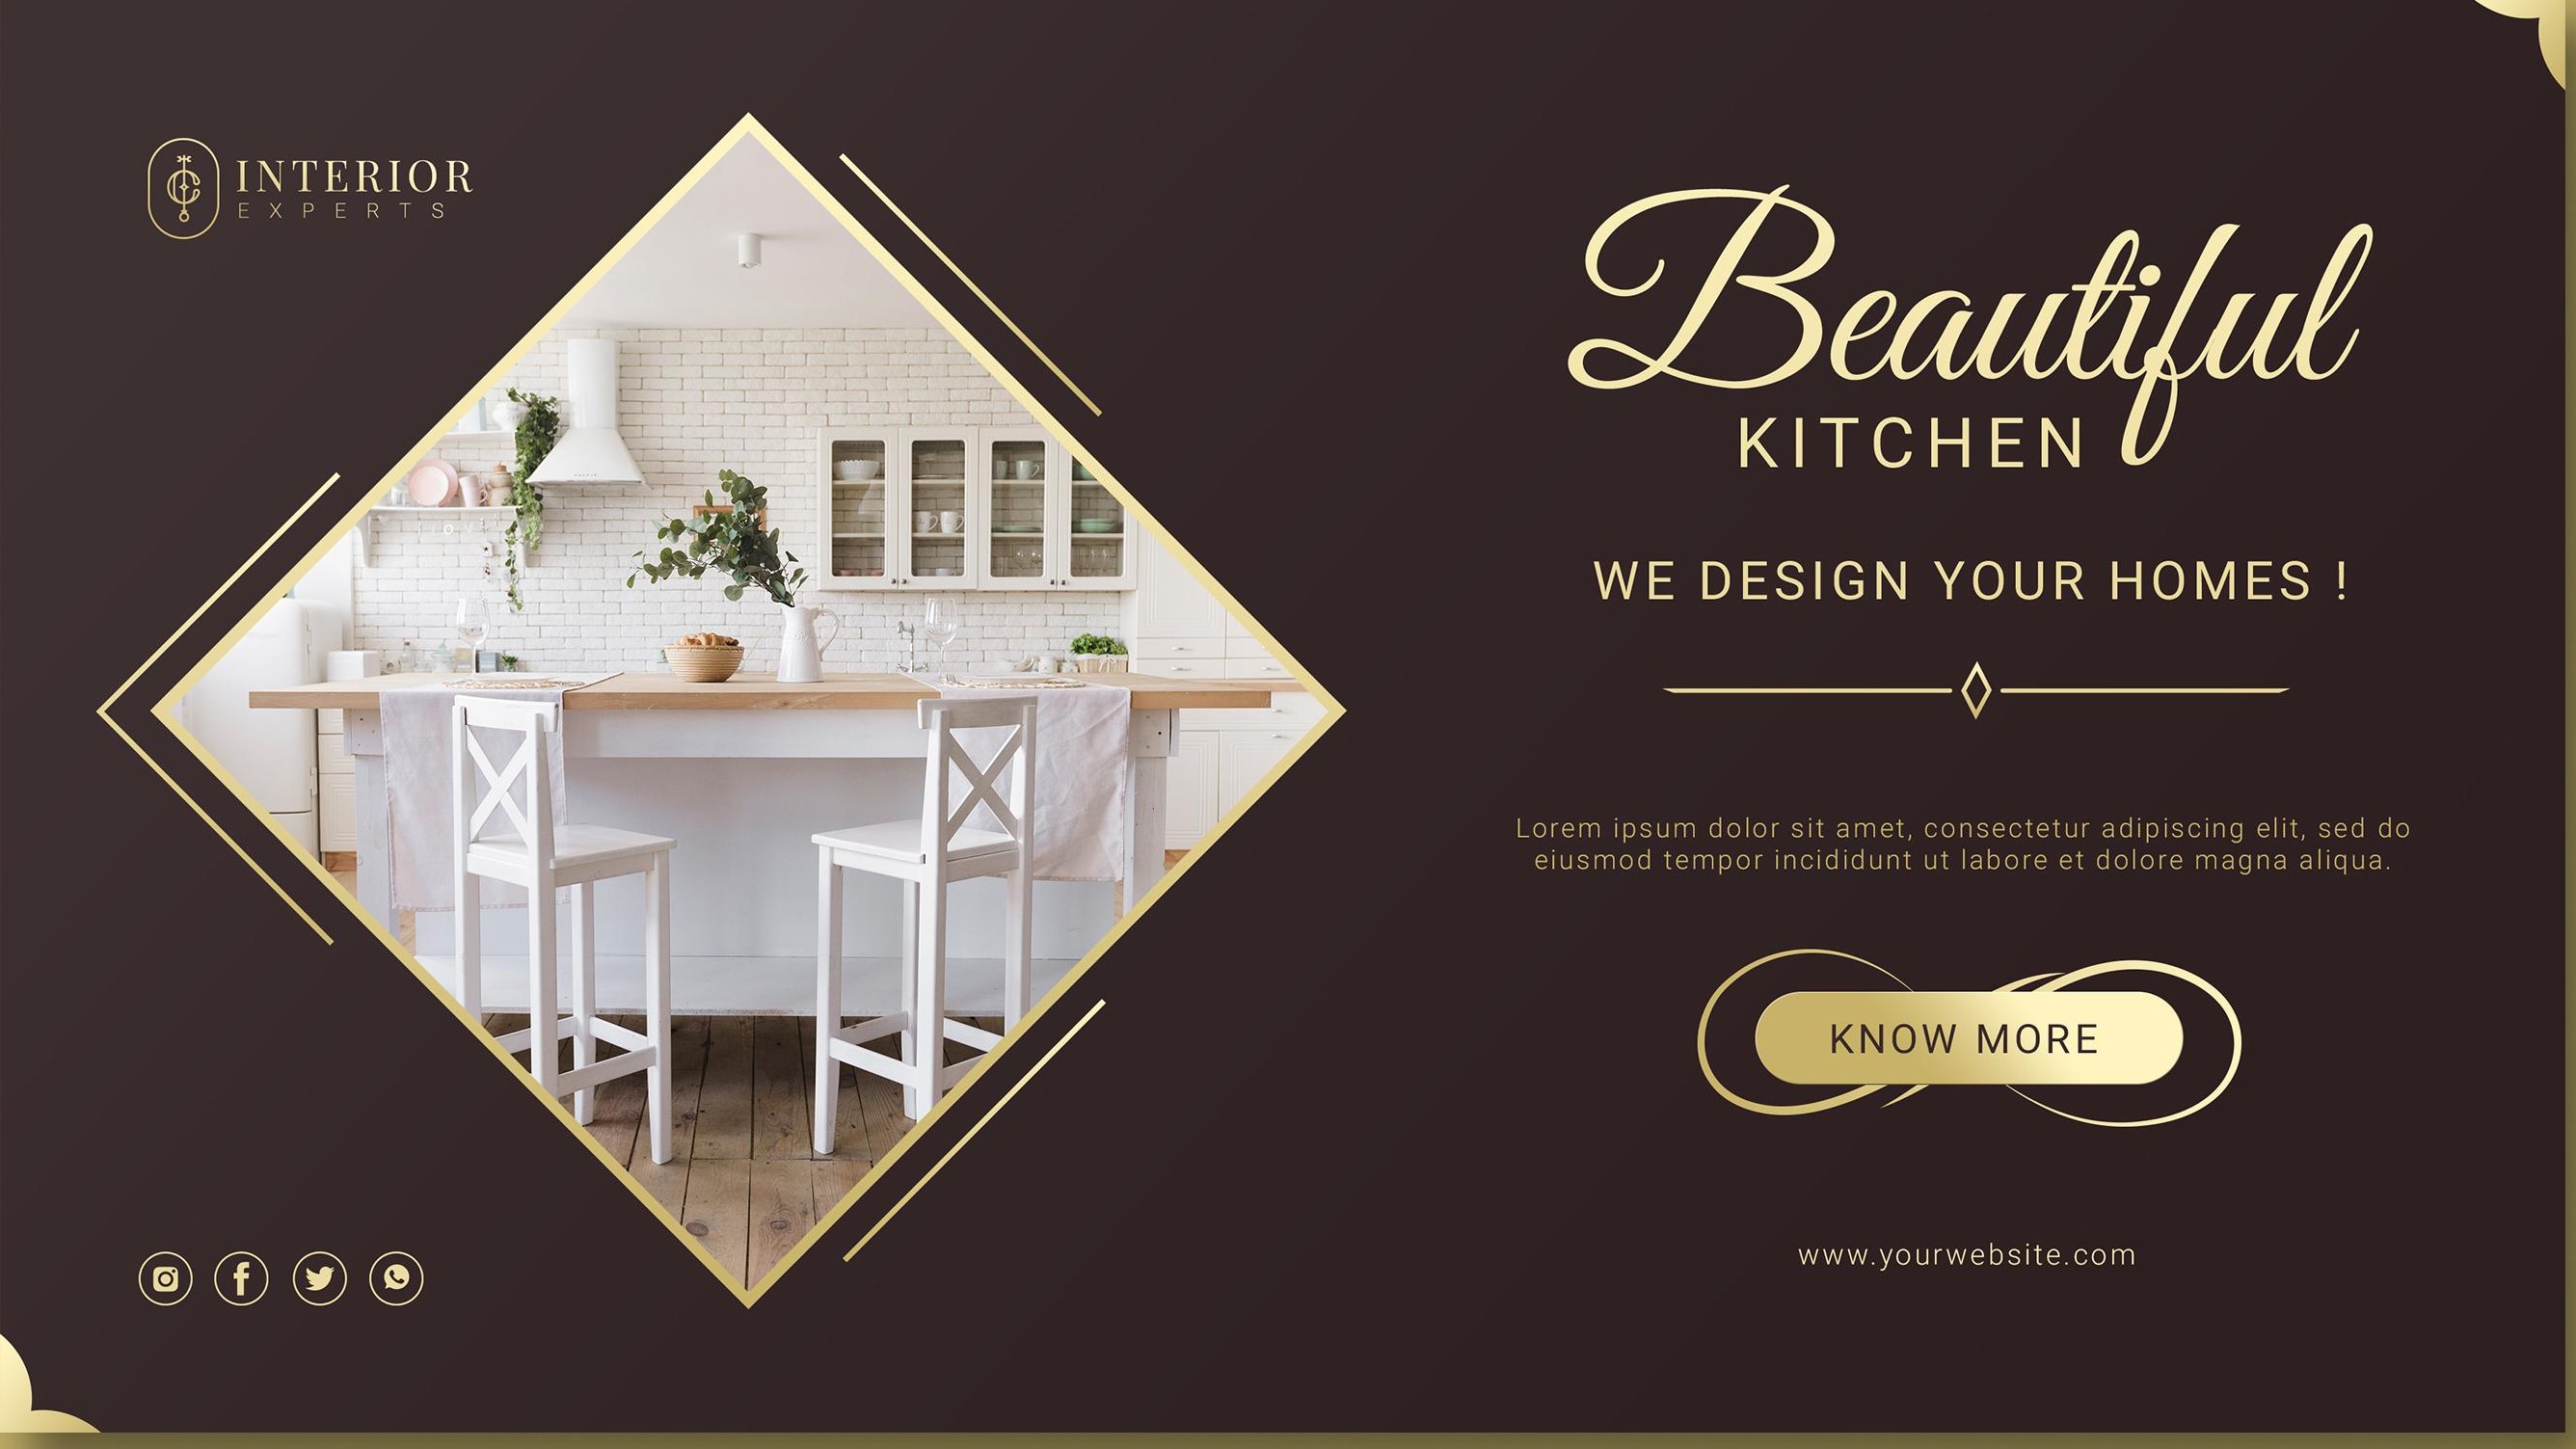 INTERIOR
EXPERTS
Beautiful
KITCHEN
WE DESIGN YOUR HOMES !
Lorem ipsum dolor sit amet, consectetur adipiscing elit, sed do
eiusmod tempor incididunt ut labore et dolore magna aliqua.
KNOW MORE
www.yourwebsite.com